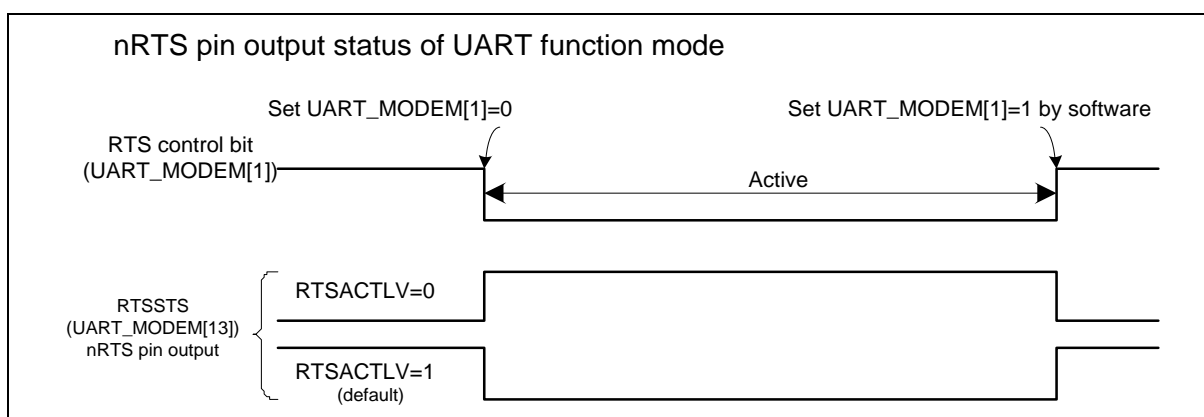 nRTS pin output status of UART function mode
Set UART_MODEM[1]=0
Set UART_MODEM[1]=1 by software
RTS control bit
(UART_MODEM[1])
Active
RTSACTLV=0
RTSSTS
(UART_MODEM[13])
nRTS pin output
RTSACTLV=1
(default)